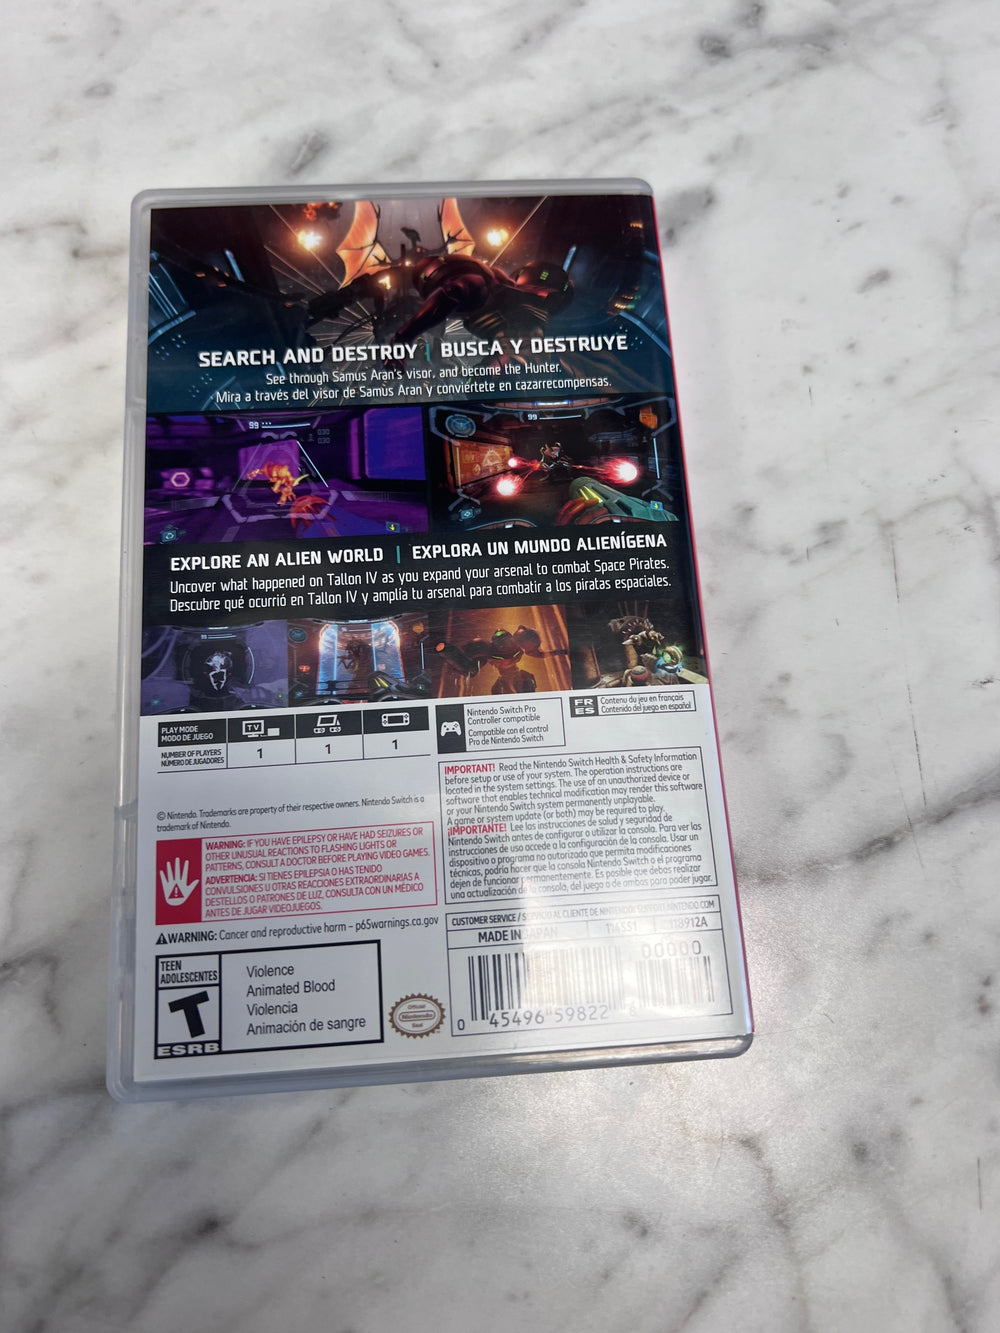 SEARCH AND DESTROY | BUSCA Y DESTRUYE
See through Samus Aran's visor, and become the Hunter.
Mira a través del visor de Samus Aran y conviértete en cazarrecompensas.
99
030
030
99
EXPLORE AN ALIEN WORLD | EXPLORA UN MUNDO ALIENÍGENA
Uncover what happened on Tallon IV as you expand your arsenal to combat Space Pirates.
Descubre qué ocurrió en Tallon IV y amplía tu arsenal para combatir a los piratas espaciales.
PLAY MODE
MODO DE JUEGO
TV
NUMBER OF PLAYERS
NÚMERO DE JUGADORES
1
1
1
Nintendo Switch Pro
Controller compatible
Compatible con el control
Pro de Nintendo Switch
FR
ES
Contenu du jeu en français
Contenido del juego en español
© Nintendo. Trademarks are property of their respective owners. Nintendo Switch is a
trademark of Nintendo.
WARNING: IF YOU HAVE EPILEPSY OR HAVE HAD SEIZURES OR
OTHER UNUSUAL REACTIONS TO FLASHING LIGHTS OR
PATTERNS, CONSULT A DOCTOR BEFORE PLAYING VIDEO GAMES.
ADVERTENCIA: SI TIENES EPILEPSIA O HAS TENIDO
CONVULSIONES U OTRAS REACCIONES EXTRAORDINARIAS A
DESTELLOS O PATRONES DE LUZ, CONSULTA CON UN MÉDICO
ANTES DE JUGAR VIDEOJUEGOS.
WARNING: Cancer and reproductive harm – p65warnings.ca.gov
IMPORTANT! Read the Nintendo Switch Health & Safety Information
before setup or use of your system. The operation instructions are
located in the system settings. The use of an unauthorized device or
software that enables technical modification may render this software
or your Nintendo Switch system permanently unplayable.
A game or system update (or both) may be required to play.
¡IMPORTANTE! Lee las instrucciones de salud y seguridad de
Nintendo Switch antes de configurar o utilizar la consola. Para ver las
instrucciones de uso accede a la configuración de la consola. Usar un
dispositivo o programa no autorizado que permita modificaciones
técnicas, podría hacer que la consola Nintendo Switch o el programa
dejen de funcionar permanentemente. Es posible que debas realizar
una actualización de la consola, del juego o de ambos para poder jugar.
CUSTOMER SERVICE / SERVICIO AL CLIENTE DE NINTENDO: SUPPORT.NINTENDO.COM
MADE IN JAPAN
114551
118912A
00000
0 45496 59822 8
TEEN
ADOLESCENTES
T
ESRB
Violence
Animated Blood
Violencia
Animación de sangre
Official
Nintendo
Seal